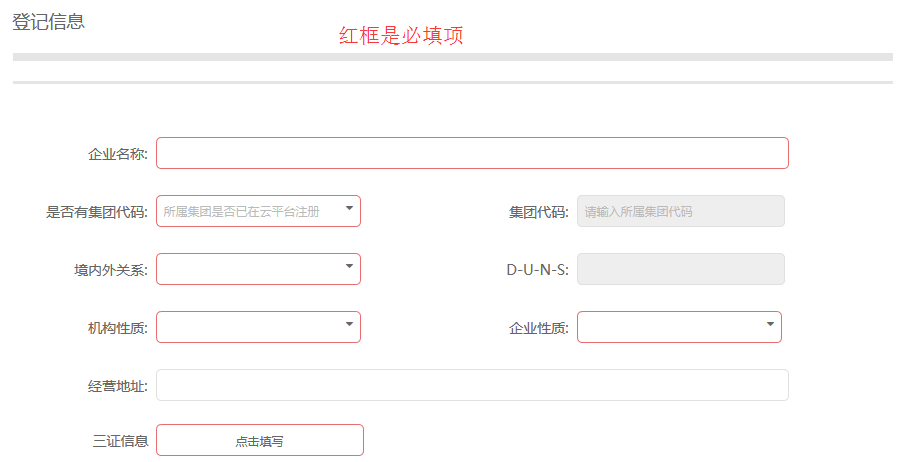 登记信息
红框是必填项
企业名称:
是否有集团代码: 所属集团是否已在云平台注册 集团代码: 请输入所属集团代码
境内外关系: D-U-N-S:
机构性质: 企业性质:
经营地址:
三证信息 点击填写